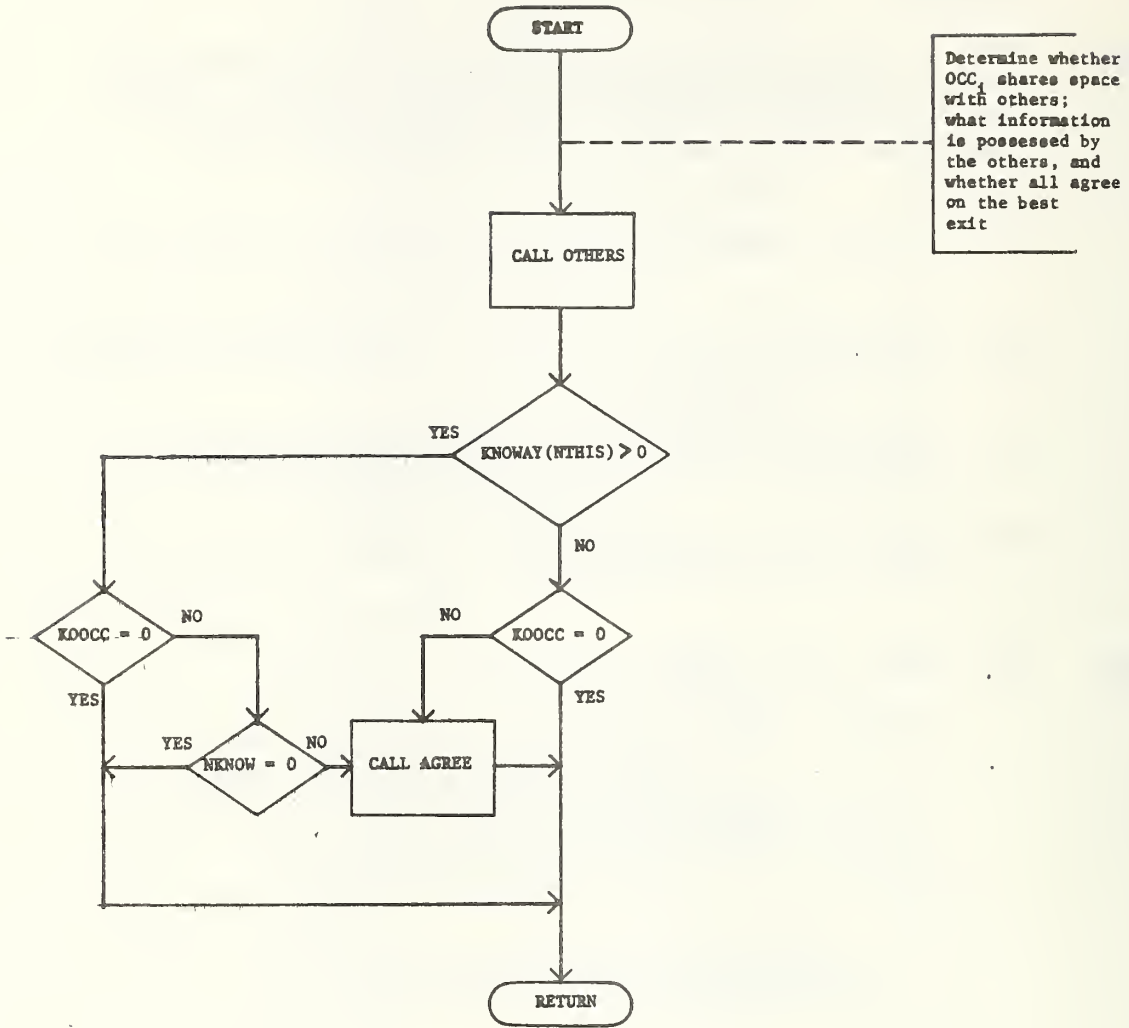 START
Determine whether
OCCi shares space
with others;
what information
is possessed by
the others, and
whether all agree
on the best
exit
CALL OTHERS
YES
KNOWAY(NTHIS) > 0
NO
KOOCC = 0
NO
NO
KOOCC = 0
YES
YES
YES
NKNOW = 0
NO
CALL AGREE
RETURN